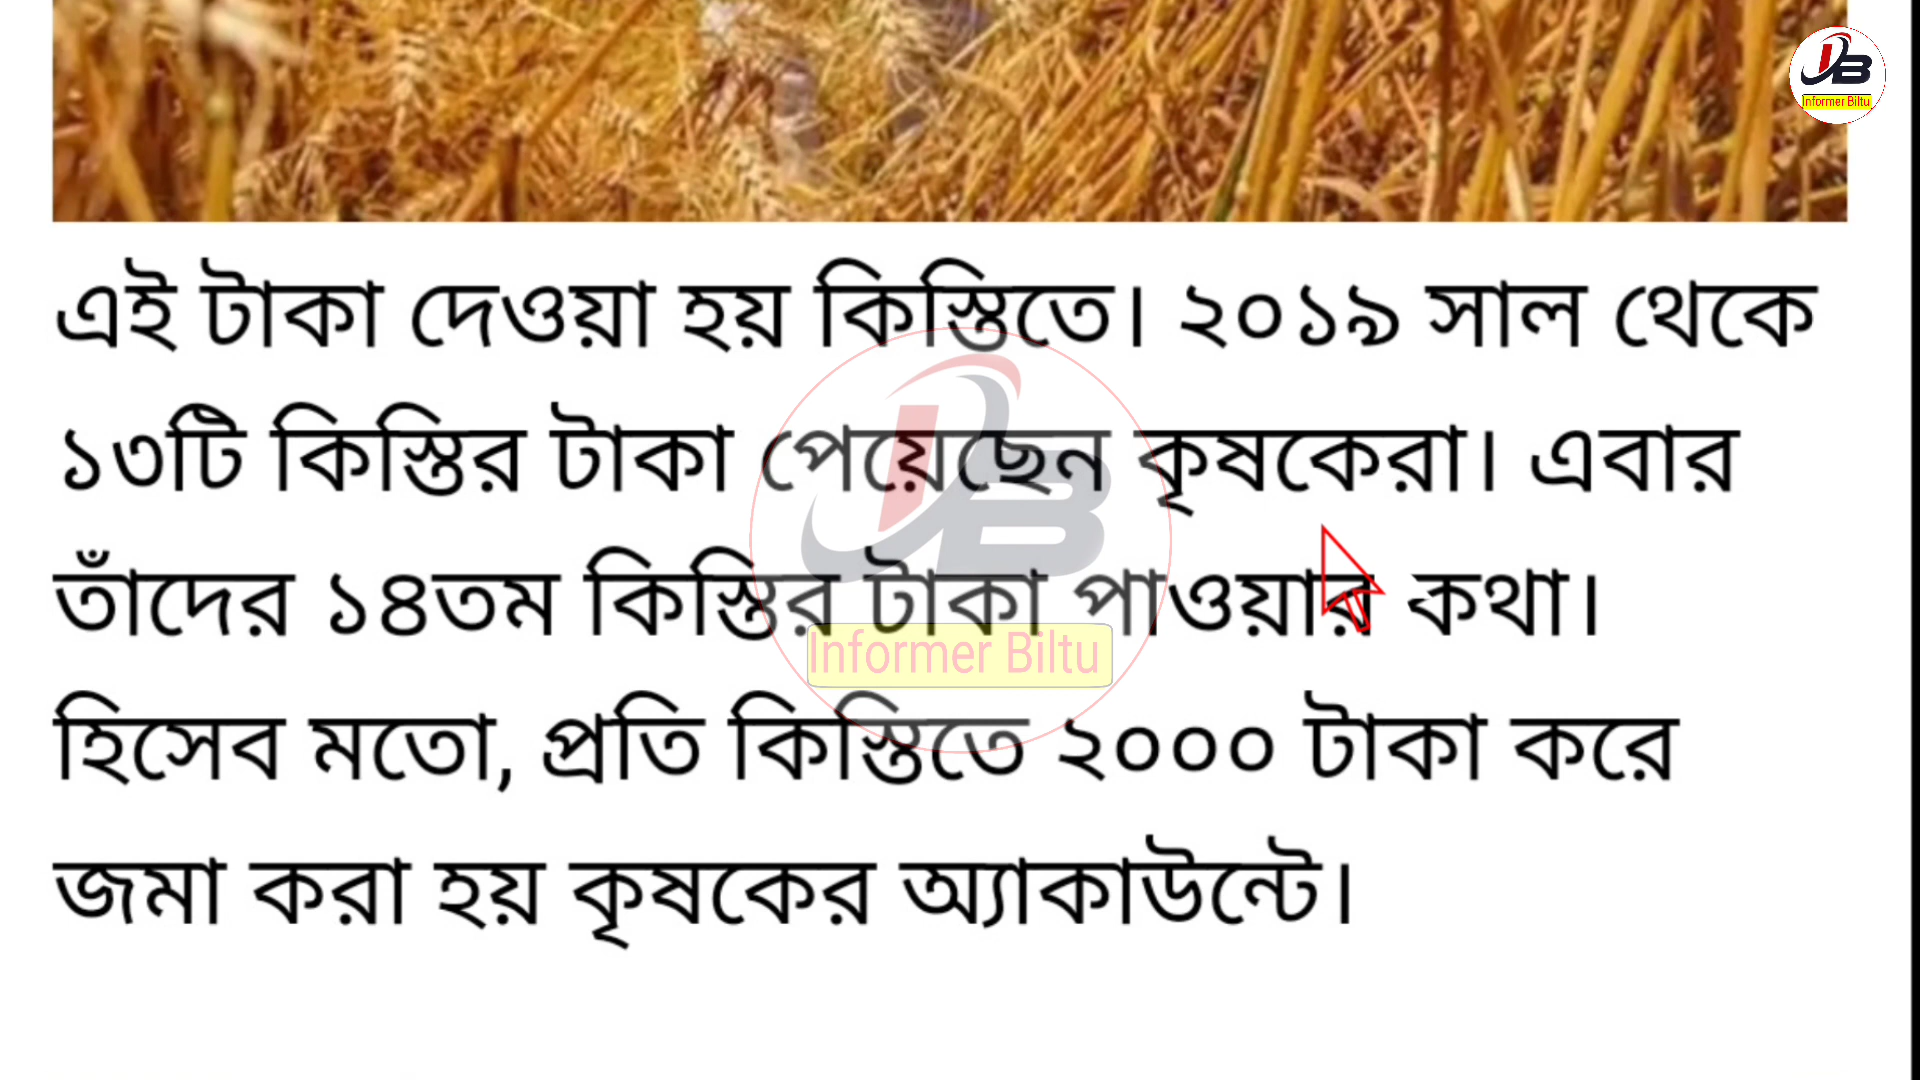 Informer Biltu
এই টাকা দেওয়া হয় কিস্তিতে। ২০১৯ সাল থেকে
১৩টি কিস্তির টাকা পেয়েছেন কৃষকেরা। এবার
তাঁদের ১৪তম কিস্তির টাকা পাওয়ার কথা।
Informer Biltu
হিসেব মতো, প্রতি কিস্তিতে ২০০০ টাকা করে
জমা করা হয় কৃষকের অ্যাকাউন্টে।